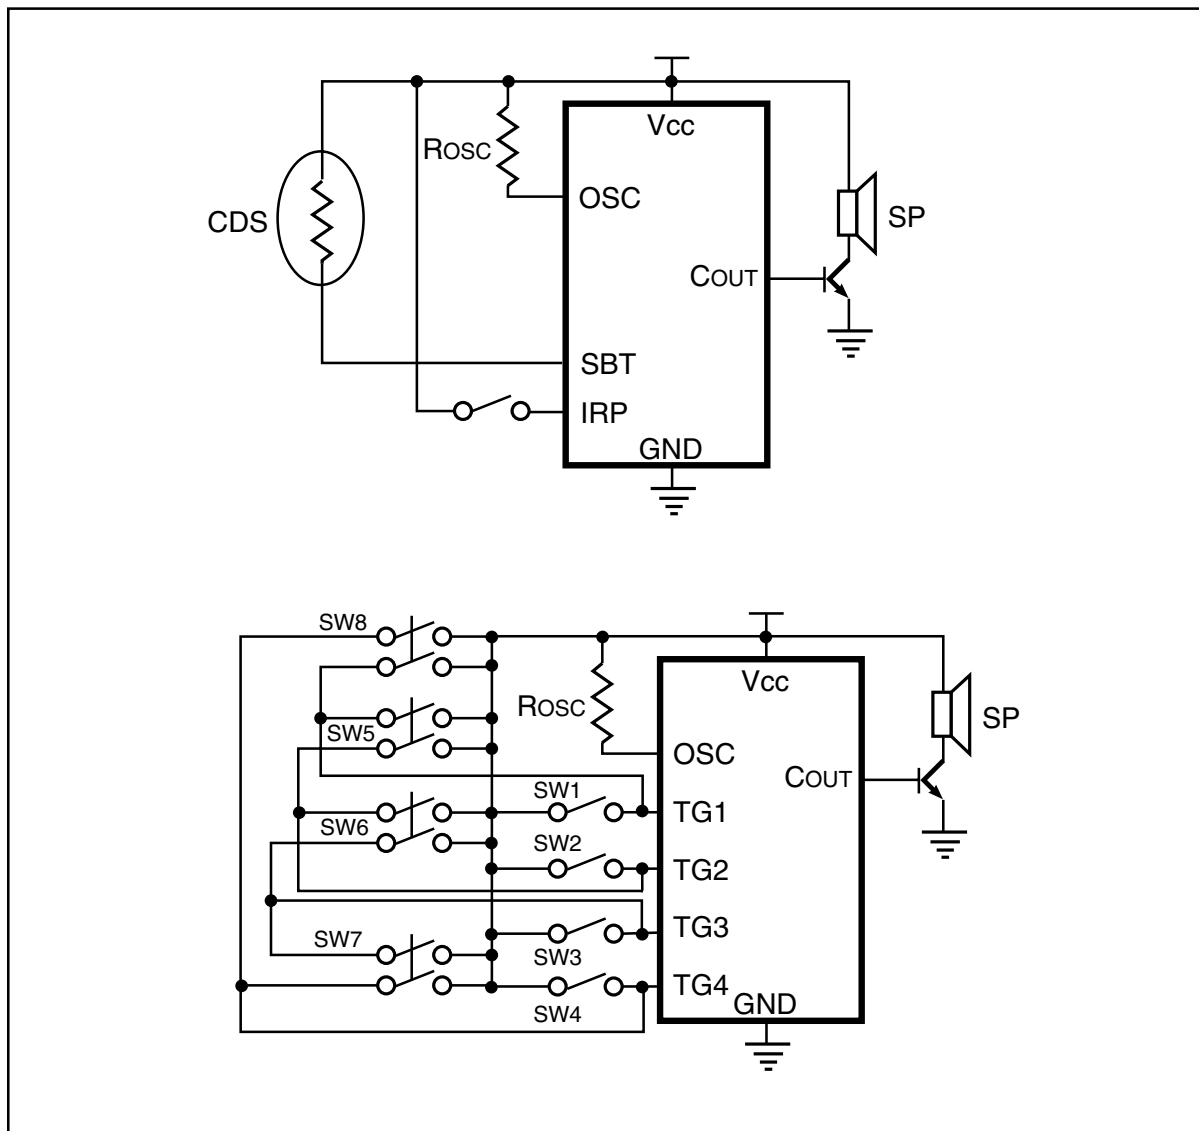 Vcc
ROSC
OSC
CDS
SP
COUT
SBT
IRP
GND
SW8
Vcc
ROSC
SP
SW5
OSC
COUT
SW1
TG1
SW6
SW2
TG2
TG3
SW7
SW3
TG4
GND
SW4